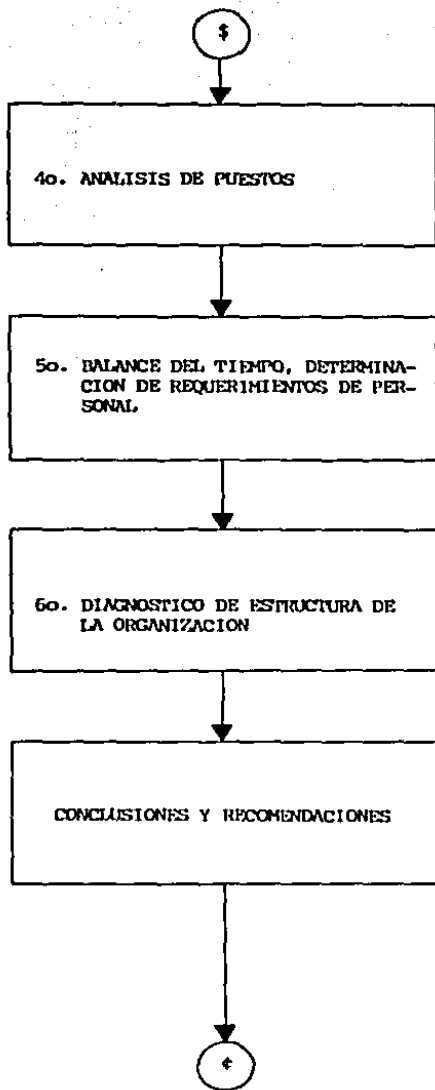 $
4o. ANALISIS DE PUESTOS
5o. BALANCE DEL TIEMPO, DETERMINA-
CION DE REQUERIMIENTOS DE PER-
SONAL
6o. DIAGNOSTICO DE ESTRUCTURA DE
LA ORGANIZACION
CONCLUSIONES Y RECOMENDACIONES
¢